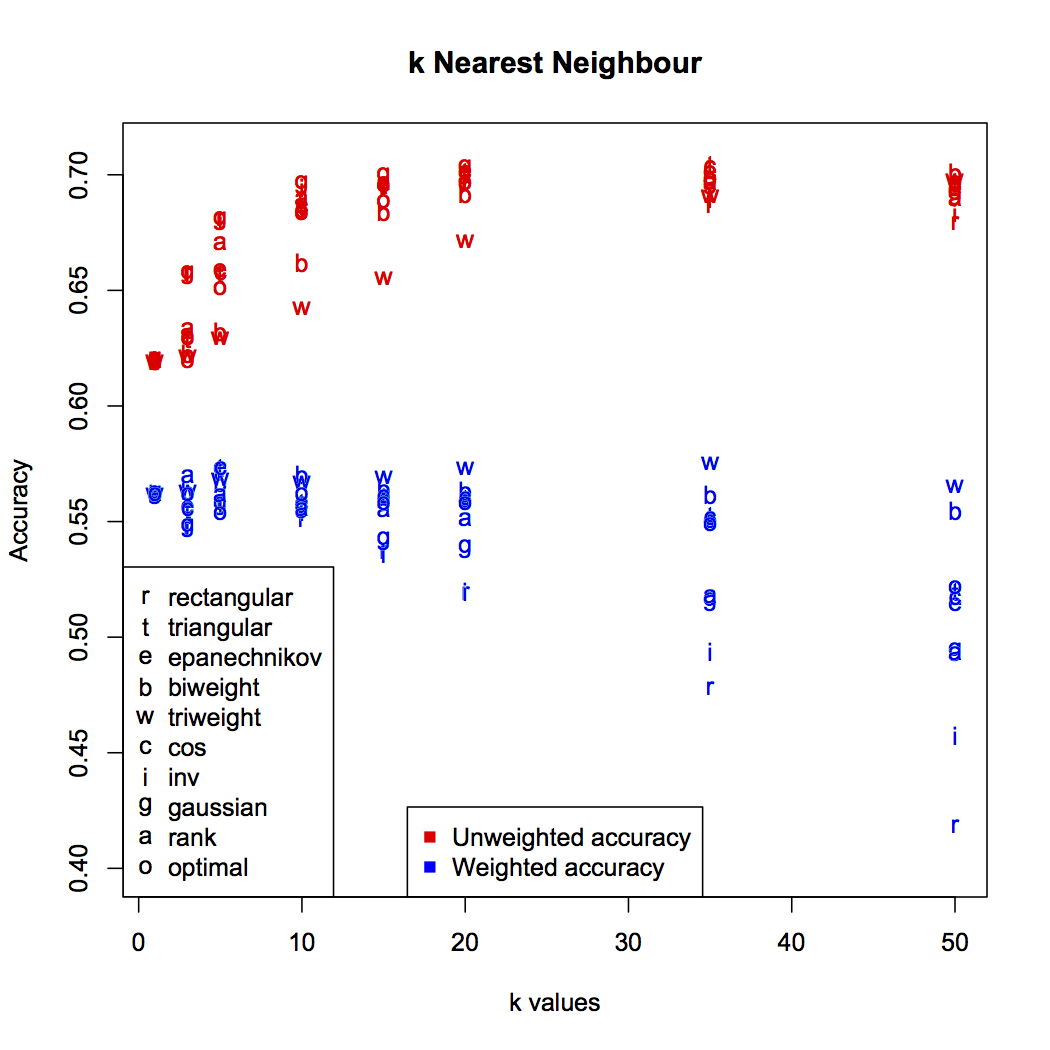 k Nearest Neighbour
Accuracy
0.70
0.65
0.60
0.55
0.50
0.45
0.40
r rectangular
t triangular
e epanechnikov
b biweight
w triweight
c cos
i inv
g gaussian
a rank
o optimal
Unweighted accuracy
Weighted accuracy
0 10 20 30 40 50
k values